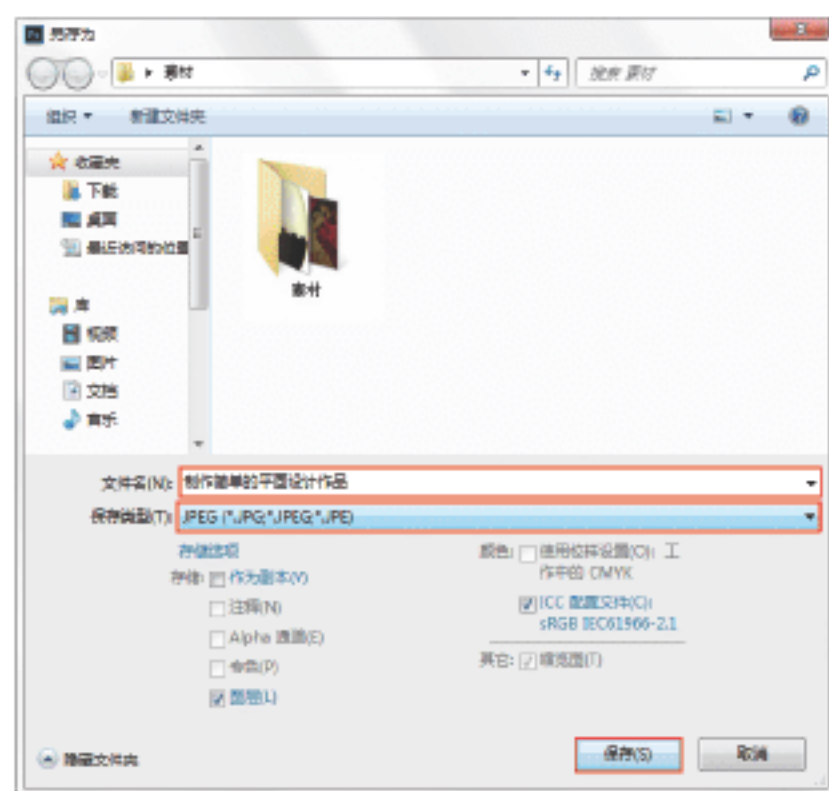 另存为
素材
搜索 素材
组织
新建文件夹
收藏夹
下载
桌面
最近访问的位置
库
视频
图片
文档
音乐
素材
文件名(N): 制作简单的平面设计作品
保存类型(T): JPEG (*.JPG;*.JPEG;*.JPE)
存储选项
存储: 作为副本(Y)
注释(N)
Alpha 通道(E)
专色(P)
图层(L)
颜色: 使用校样设置(O): 工
作中的 CMYK
ICC 配置文件(C):
sRGB IEC61966-2.1
其它: 缩览图(T)
隐藏文件夹
保存(S)
取消